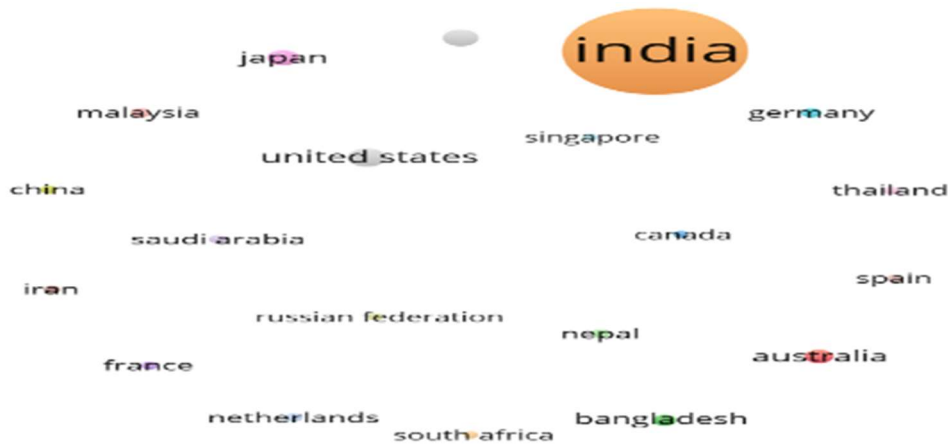 india
japan
malaysia
germany
singapore
united states
china
thailand
saudi arabia
canada
iran
spain
russian federation
nepal
australia
france
netherlands
bangladesh
south africa